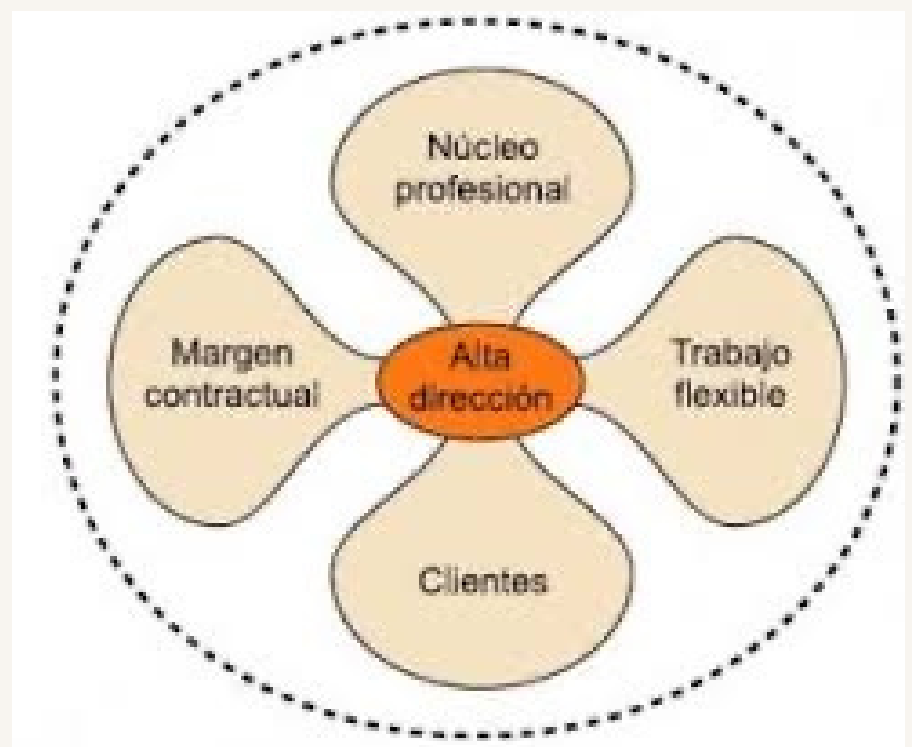 Núcleo
profesional
Margen
contractual
Alta
dirección
Trabajo
flexible
Clientes